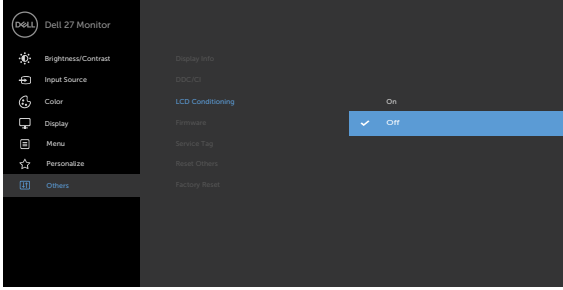 DELL Dell 27 Monitor
Brightness/Contrast
Input Source
Color
Display
Menu
Personalize
Others
Display Info
DDC/CI
LCD Conditioning
Firmware
Service Tag
Reset Others
Factory Reset
On
Off